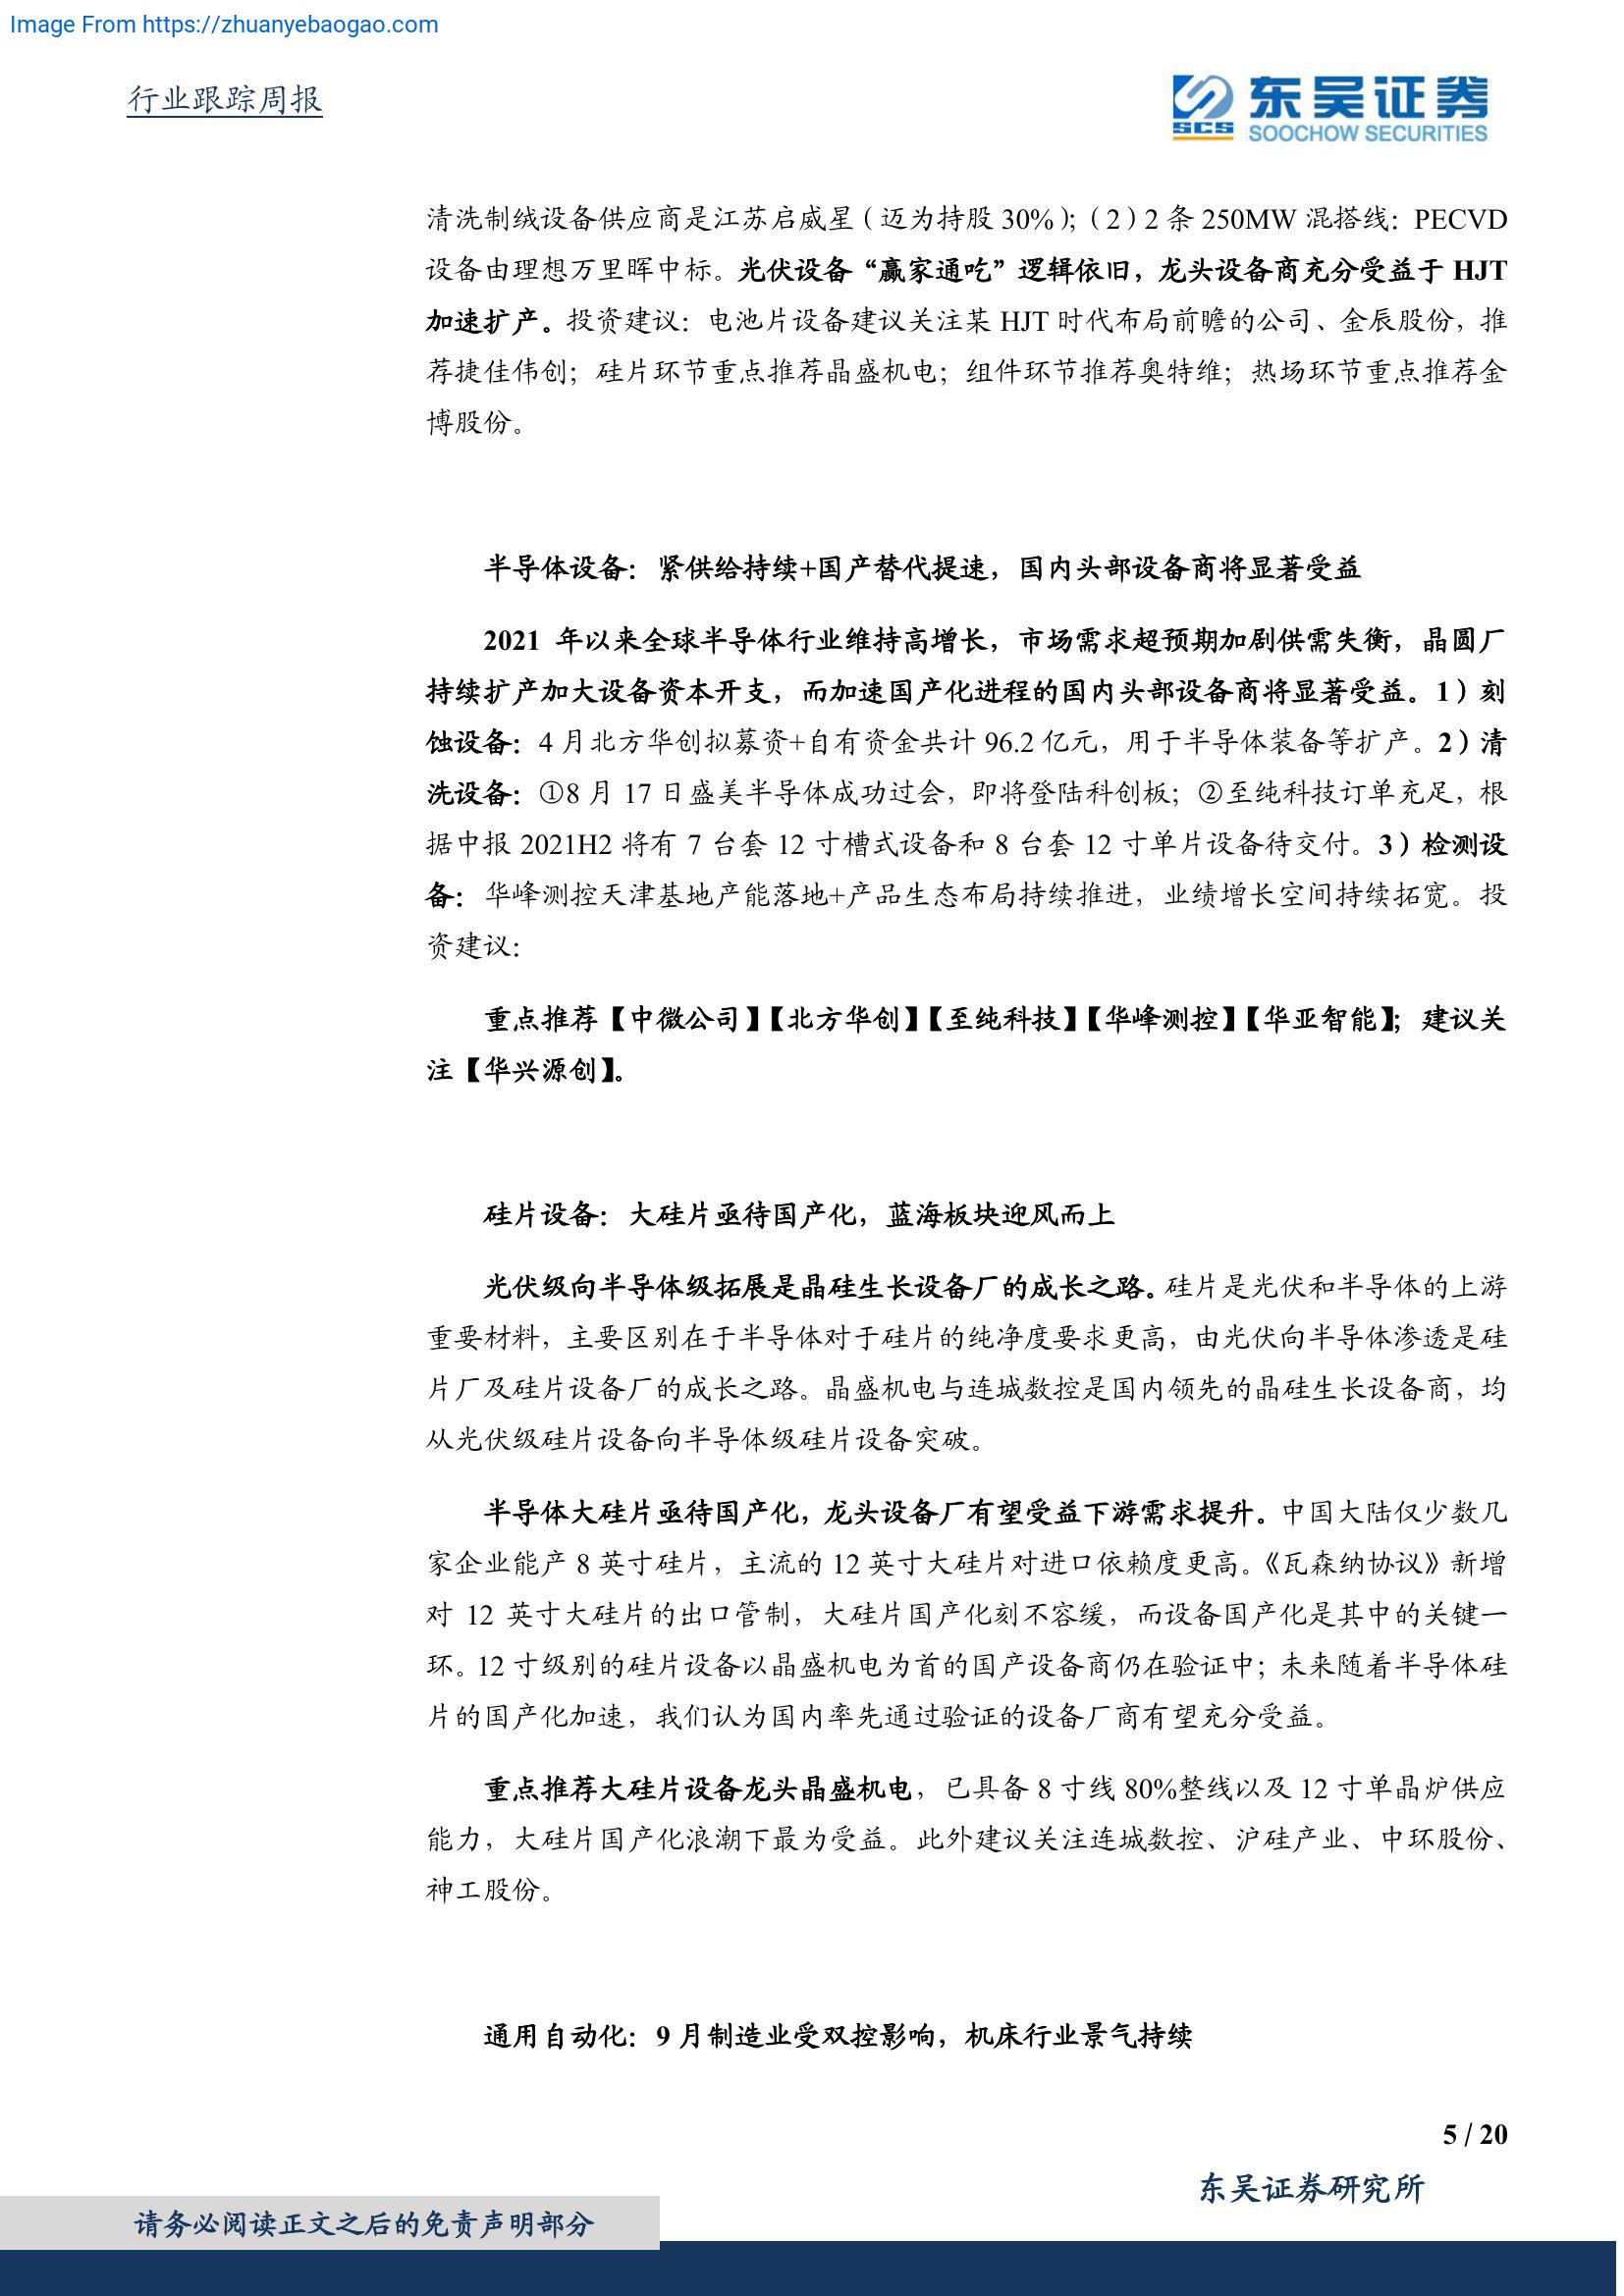 Image From https://zhuanyebaogao.com
行业跟踪周报
东吴证券
SCS
SOOCHOW SECURITIES
清洗制绒设备供应商是江苏启威星（迈为持股 30%）；（2）2 条 250MW 混搭线：PECVD
设备由理想万里晖中标。光伏设备“赢家通吃”逻辑依旧，龙头设备商充分受益于 HJT
加速扩产。投资建议：电池片设备建议关注某 HJT 时代布局前瞻的公司、金辰股份，推
荐捷佳伟创；硅片环节重点推荐晶盛机电；组件环节推荐奥特维；热场环节重点推荐金
博股份。
半导体设备：紧供给持续+国产替代提速，国内头部设备商将显著受益
2021 年以来全球半导体行业维持高增长，市场需求超预期加剧供需失衡，晶圆厂
持续扩产加大设备资本开支，而加速国产化进程的国内头部设备商将显著受益。1）刻
蚀设备：4 月北方华创拟募资+自有资金共计 96.2 亿元，用于半导体装备等扩产。2）清
洗设备：①8 月 17 日盛美半导体成功过会，即将登陆科创板；②至纯科技订单充足，根
据中报 2021H2 将有 7 台套 12 寸槽式设备和 8 台套 12 寸单片设备待交付。3）检测设
备：华峰测控天津基地产能落地+产品生态布局持续推进，业绩增长空间持续拓宽。投
资建议：
重点推荐【中微公司】【北方华创】【至纯科技】【华峰测控】【华亚智能】；建议关
注【华兴源创】。
硅片设备：大硅片亟待国产化，蓝海板块迎风而上
光伏级向半导体级拓展是晶硅生长设备厂的成长之路。硅片是光伏和半导体的上游
重要材料，主要区别在于半导体对于硅片的纯净度要求更高，由光伏向半导体渗透是硅
片厂及硅片设备厂的成长之路。晶盛机电与连城数控是国内领先的晶硅生长设备商，均
从光伏级硅片设备向半导体级硅片设备突破。
半导体大硅片亟待国产化，龙头设备厂有望受益下游需求提升。中国大陆仅少数几
家企业能产 8 英寸硅片，主流的 12 英寸大硅片对进口依赖度更高。《瓦森纳协议》新增
对 12 英寸大硅片的出口管制，大硅片国产化刻不容缓，而设备国产化是其中的关键一
环。12 寸级别的硅片设备以晶盛机电为首的国产设备商仍在验证中；未来随着半导体硅
片的国产化加速，我们认为国内率先通过验证的设备厂商有望充分受益。
重点推荐大硅片设备龙头晶盛机电，已具备 8 寸线 80%整线以及 12 寸单晶炉供应
能力，大硅片国产化浪潮下最为受益。此外建议关注连城数控、沪硅产业、中环股份、
神工股份。
通用自动化：9 月制造业受双控影响，机床行业景气持续
5 / 20
东吴证券研究所
请务必阅读正文之后的免责声明部分